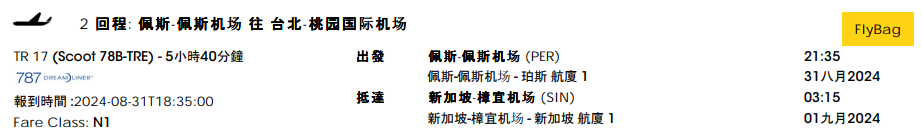 2 回程: 佩斯-佩斯机场 往 台北-桃园国际机场
FlyBag
TR 17 (Scoot 78B-TRE) - 5小時40分鐘
787 DREAMLINER
報到時間 :2024-08-31T18:35:00
Fare Class: N1
出發 佩斯-佩斯机场 (PER) 21:35
佩斯-佩斯机场 - 珀斯 航廈 1 31八月2024
抵達 新加坡-樟宜机场 (SIN) 03:15
新加坡-樟宜机场 - 新加坡 航廈 1 01九月2024